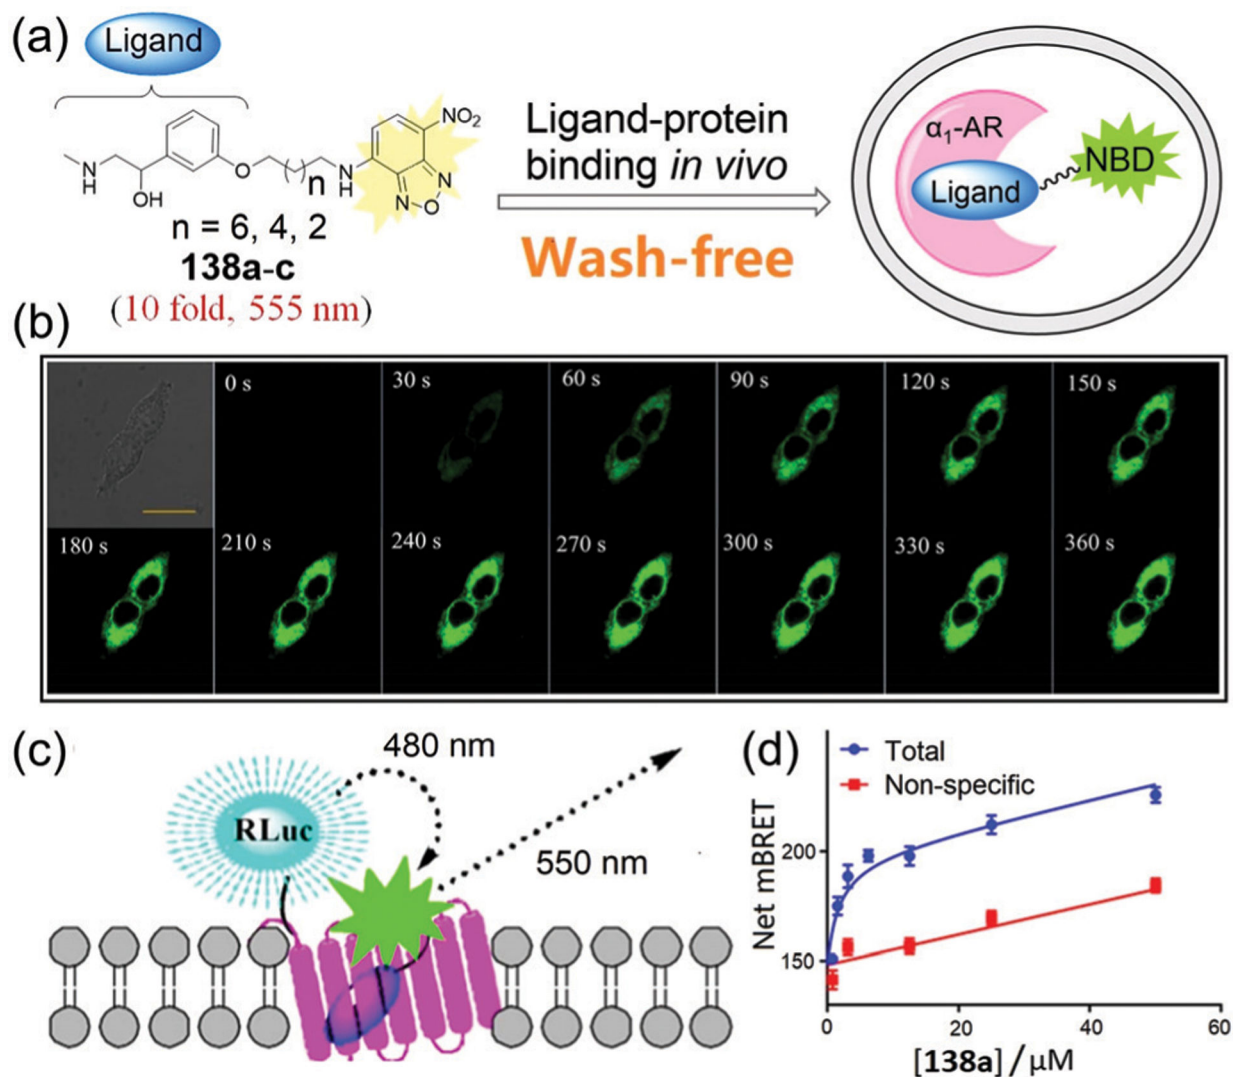 (a)
Ligand
N
H
OH
O
n
N
H
NO₂
N
N
O
n = 6, 4, 2
138a-c
(10 fold, 555 nm)
Ligand-protein
binding in vivo
Wash-free
α₁-AR
Ligand
NBD
(b)
0 s
30 s
60 s
90 s
120 s
150 s
180 s
210 s
240 s
270 s
300 s
330 s
360 s
(c)
480 nm
RLuc
550 nm
(d)
Total
Non-specific
Net mBRET
200
150
0
20
40
60
[138a] / μM